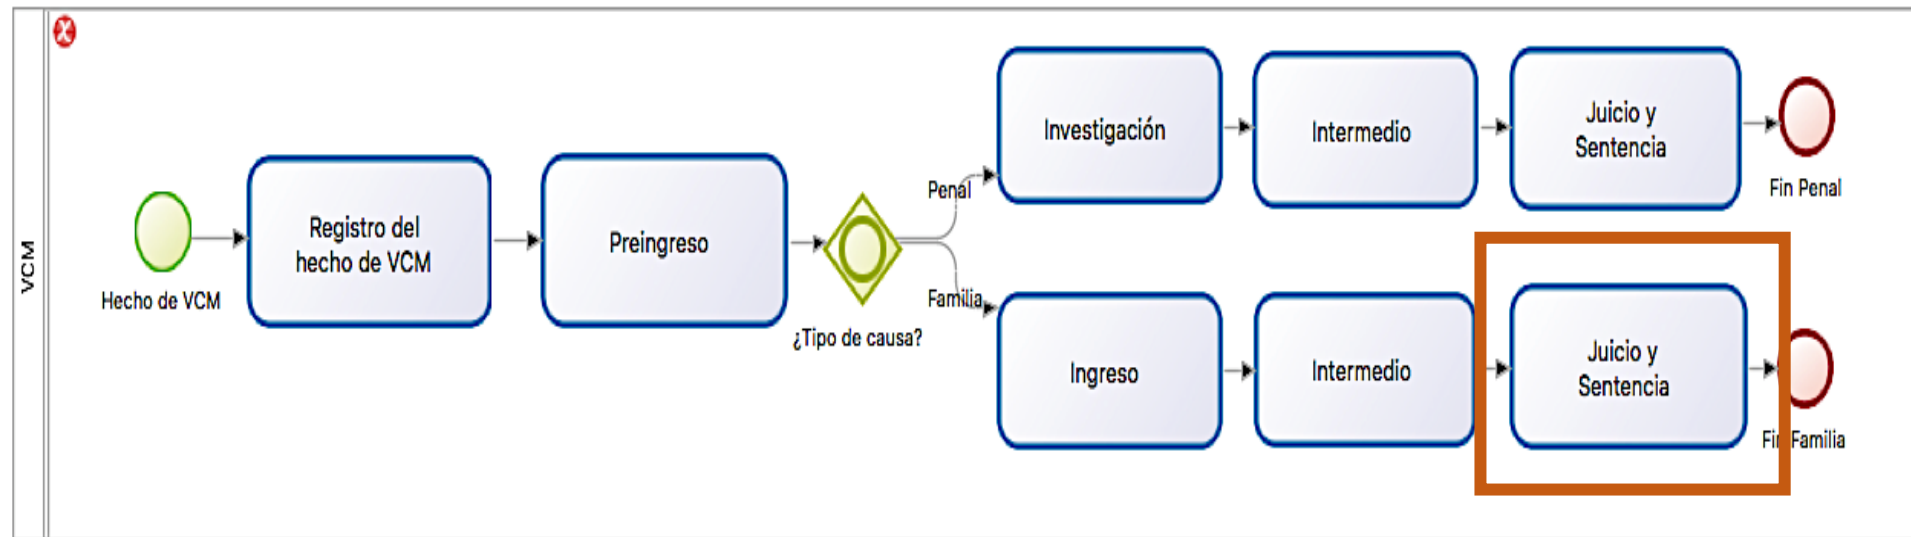 VCM
Hecho de VCM
Registro del
hecho de VCM
Preingreso
¿Tipo de causa?
Penal
Investigación
Intermedio
Juicio y
Sentencia
Fin Penal
Familia
Ingreso
Intermedio
Juicio y
Sentencia
Fin Familia